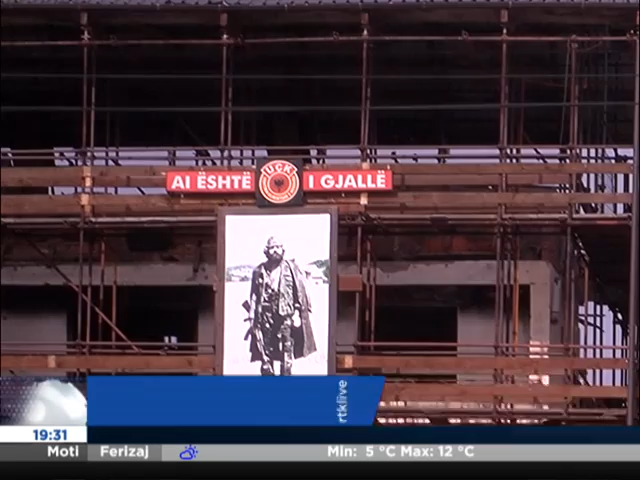 UÇK
AI ËSHTË I GJALLË
rtklive
19:31
Moti Ferizaj Min: 5 °C Max: 12 °C